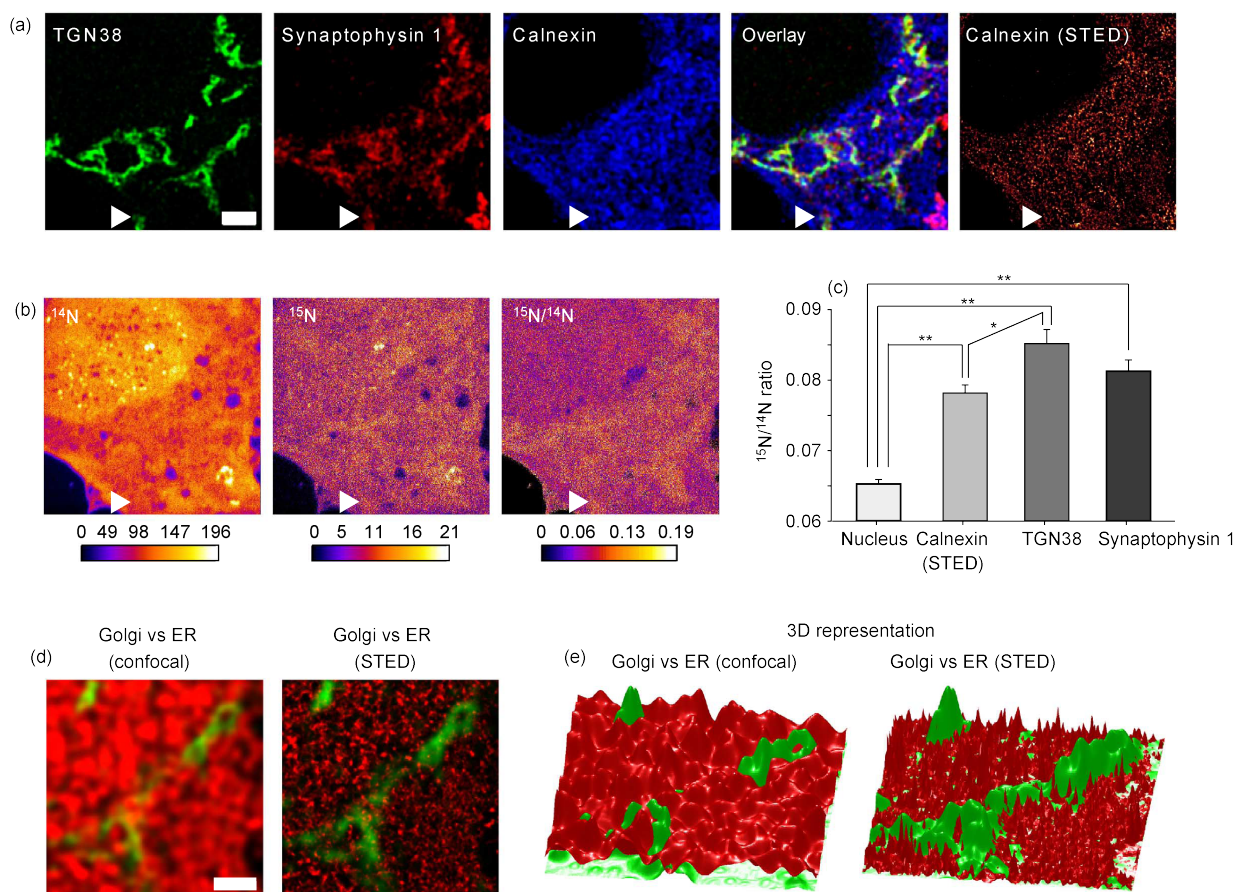 (a)
TGN38
Synaptophysin 1
Calnexin
Overlay
Calnexin (STED)
(b)
¹⁴N
¹⁵N
¹⁵N/¹⁴N
0 49 98 147 196
0 5 11 16 21
0 0.06 0.13 0.19
(c)
**
**
*
**
¹⁵N/¹⁴N ratio
0.09
0.08
0.07
0.06
Nucleus
Calnexin
(STED)
TGN38
Synaptophysin 1
(d)
Golgi vs ER
(confocal)
Golgi vs ER
(STED)
(e)
3D representation
Golgi vs ER (confocal)
Golgi vs ER (STED)